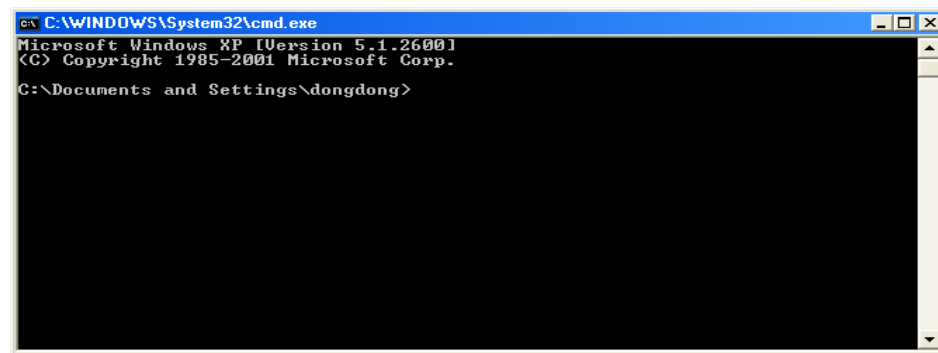 C:\WINDOWS\System32\cmd.exe
Microsoft Windows XP [Version 5.1.2600]
(C) Copyright 1985-2001 Microsoft Corp.
C:\Documents and Settings\dongdong>